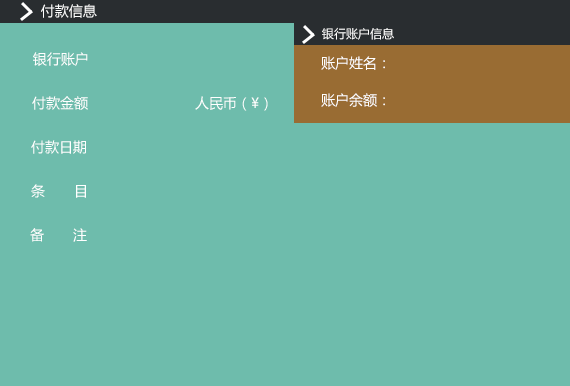 付款信息
银行账户
付款金额 人民币（¥）
付款日期
条 目
备 注
银行账户信息
账户姓名：
账户余额：